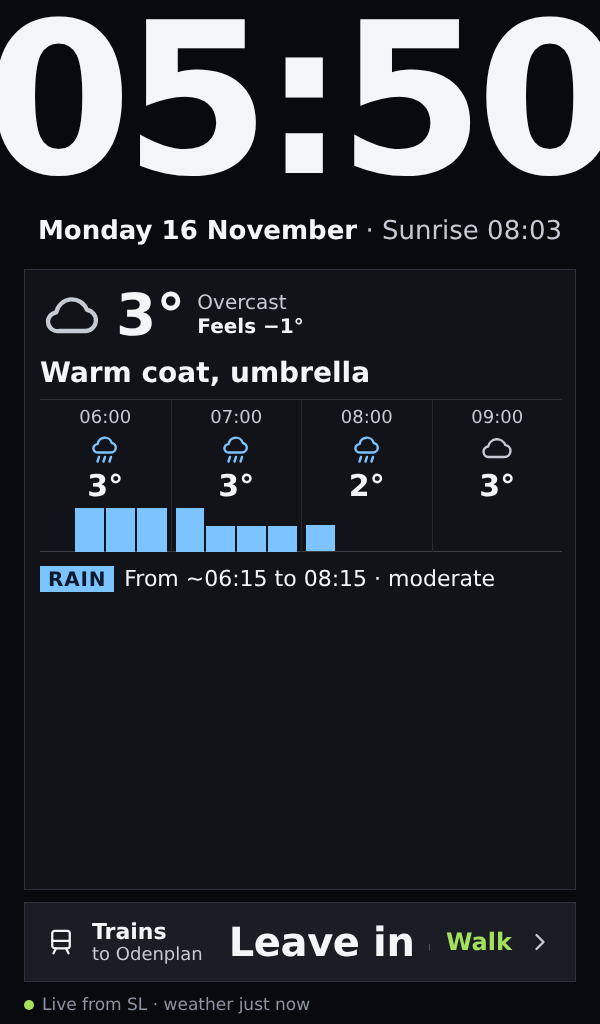 05:50
Monday 16 November · Sunrise 08:03
3° Overcast
Feels −1°
Warm coat, umbrella
06:00 07:00 08:00 09:00
3° 3° 2° 3°
RAIN From ~06:15 to 08:15 · moderate
Trains
to Odenplan
Leave in Walk
Live from SL · weather just now